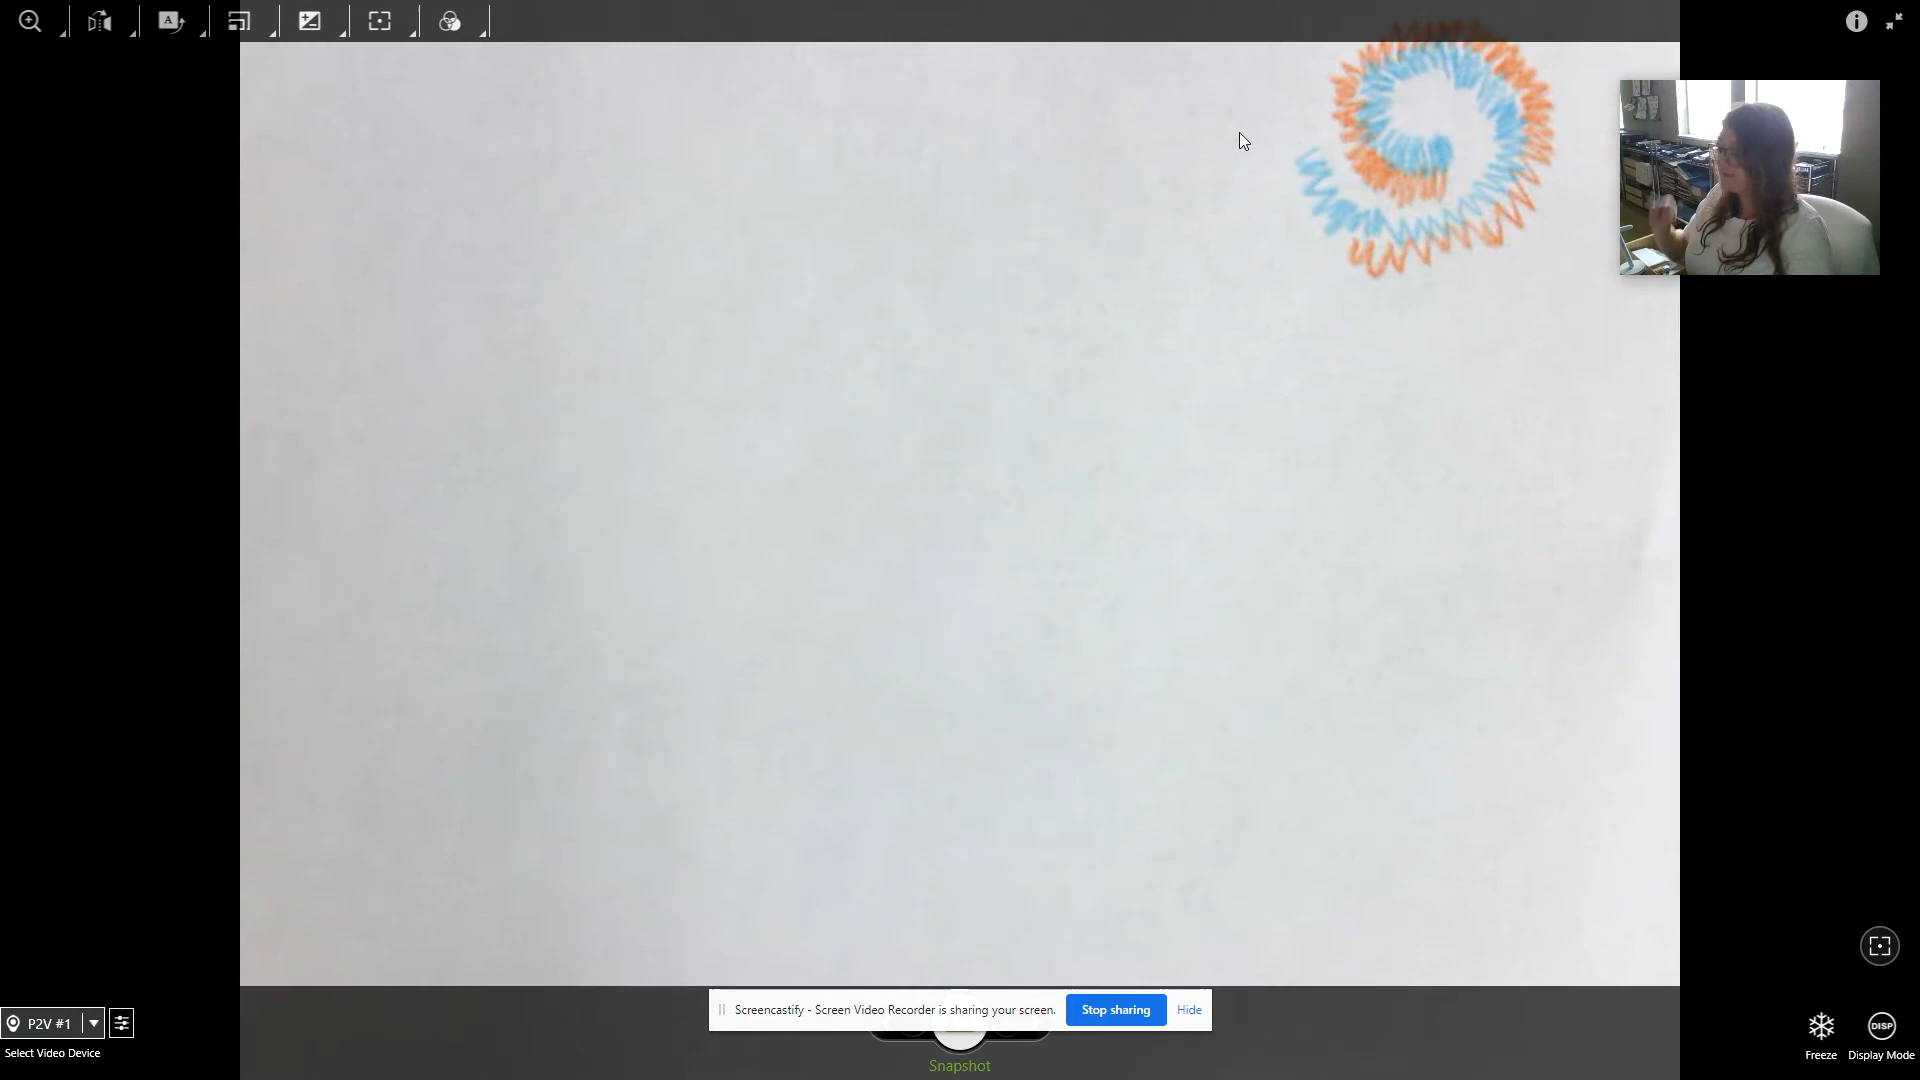 A
Screencastify - Screen Video Recorder is sharing your screen.
Stop sharing
Hide
P2V #1
Select Video Device
Snapshot
Freeze
DISP
Display Mode